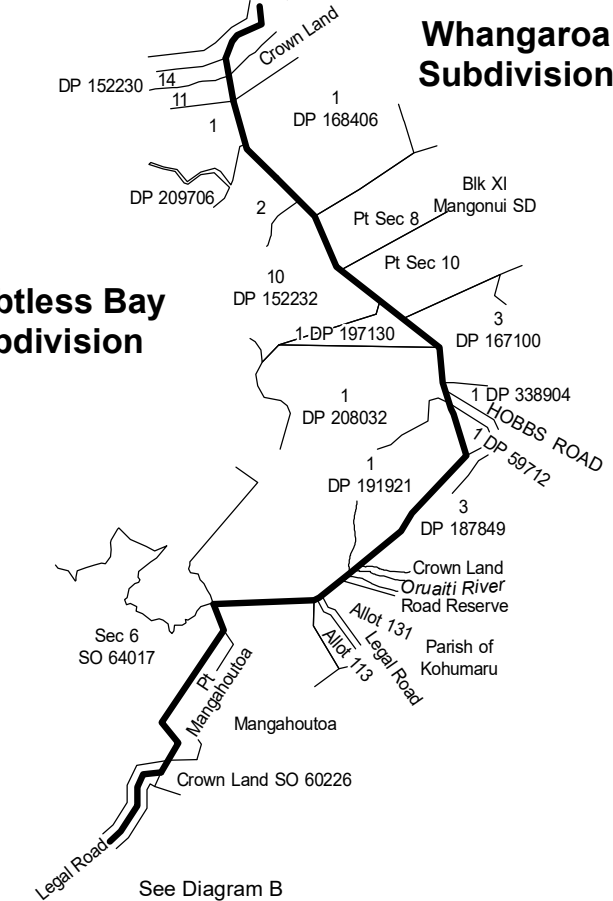 Whangaroa
Subdivision
Crown Land
DP 152230
14
11
1
1
DP 168406
DP 209706
2
Blk XI
Mangonui SD
Pt Sec 8
Pt Sec 10
10
DP 152232
btless Bay
bdivision
1 DP 197130
3
DP 167100
1
DP 208032
1 DP 338904
HOBBS ROAD
1 DP 59712
1
DP 191921
3
DP 187849
Crown Land
Oruaiti River
Road Reserve
Allot 131
Legal Road
Allot 113
Parish of
Kohumaru
Sec 6
SO 64017
Pt
Mangahoutoa
Mangahoutoa
Crown Land SO 60226
Legal Road
See Diagram B